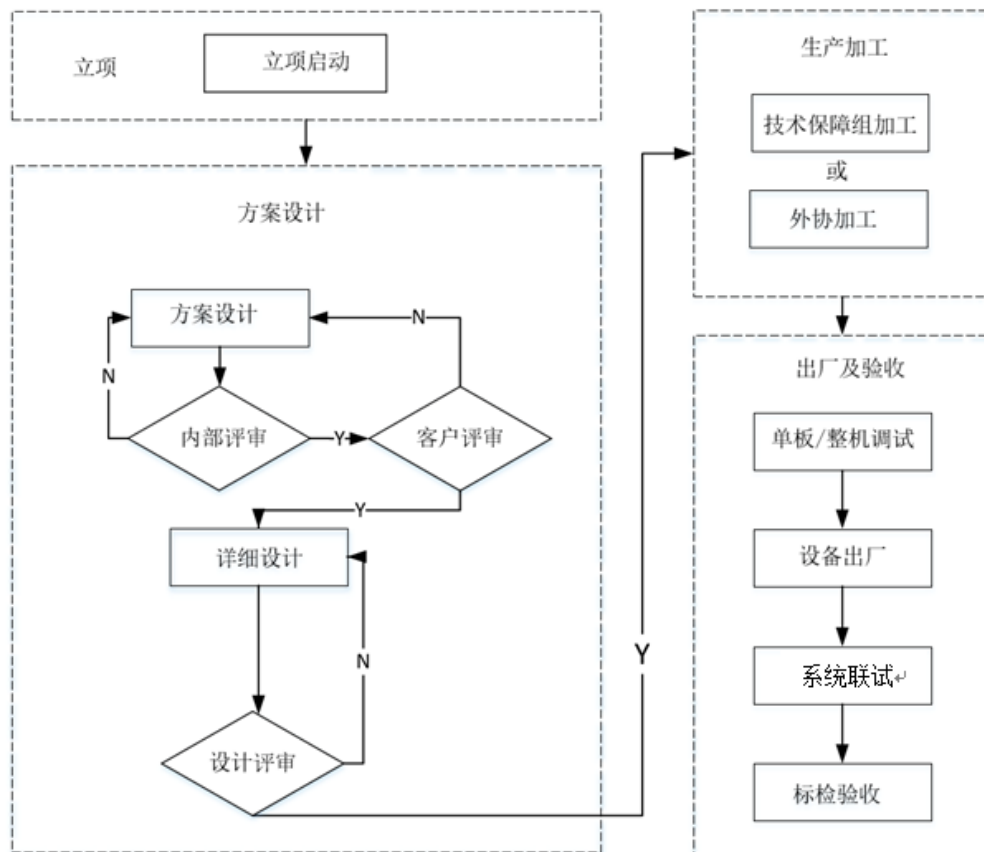 立项
立项启动
方案设计
方案设计
N
N
内部评审
Y
客户评审
Y
详细设计
N
设计评审
Y
生产加工
技术保障组加工
或
外协加工
出厂及验收
单板/整机调试
设备出厂
系统联试↵
标检验收